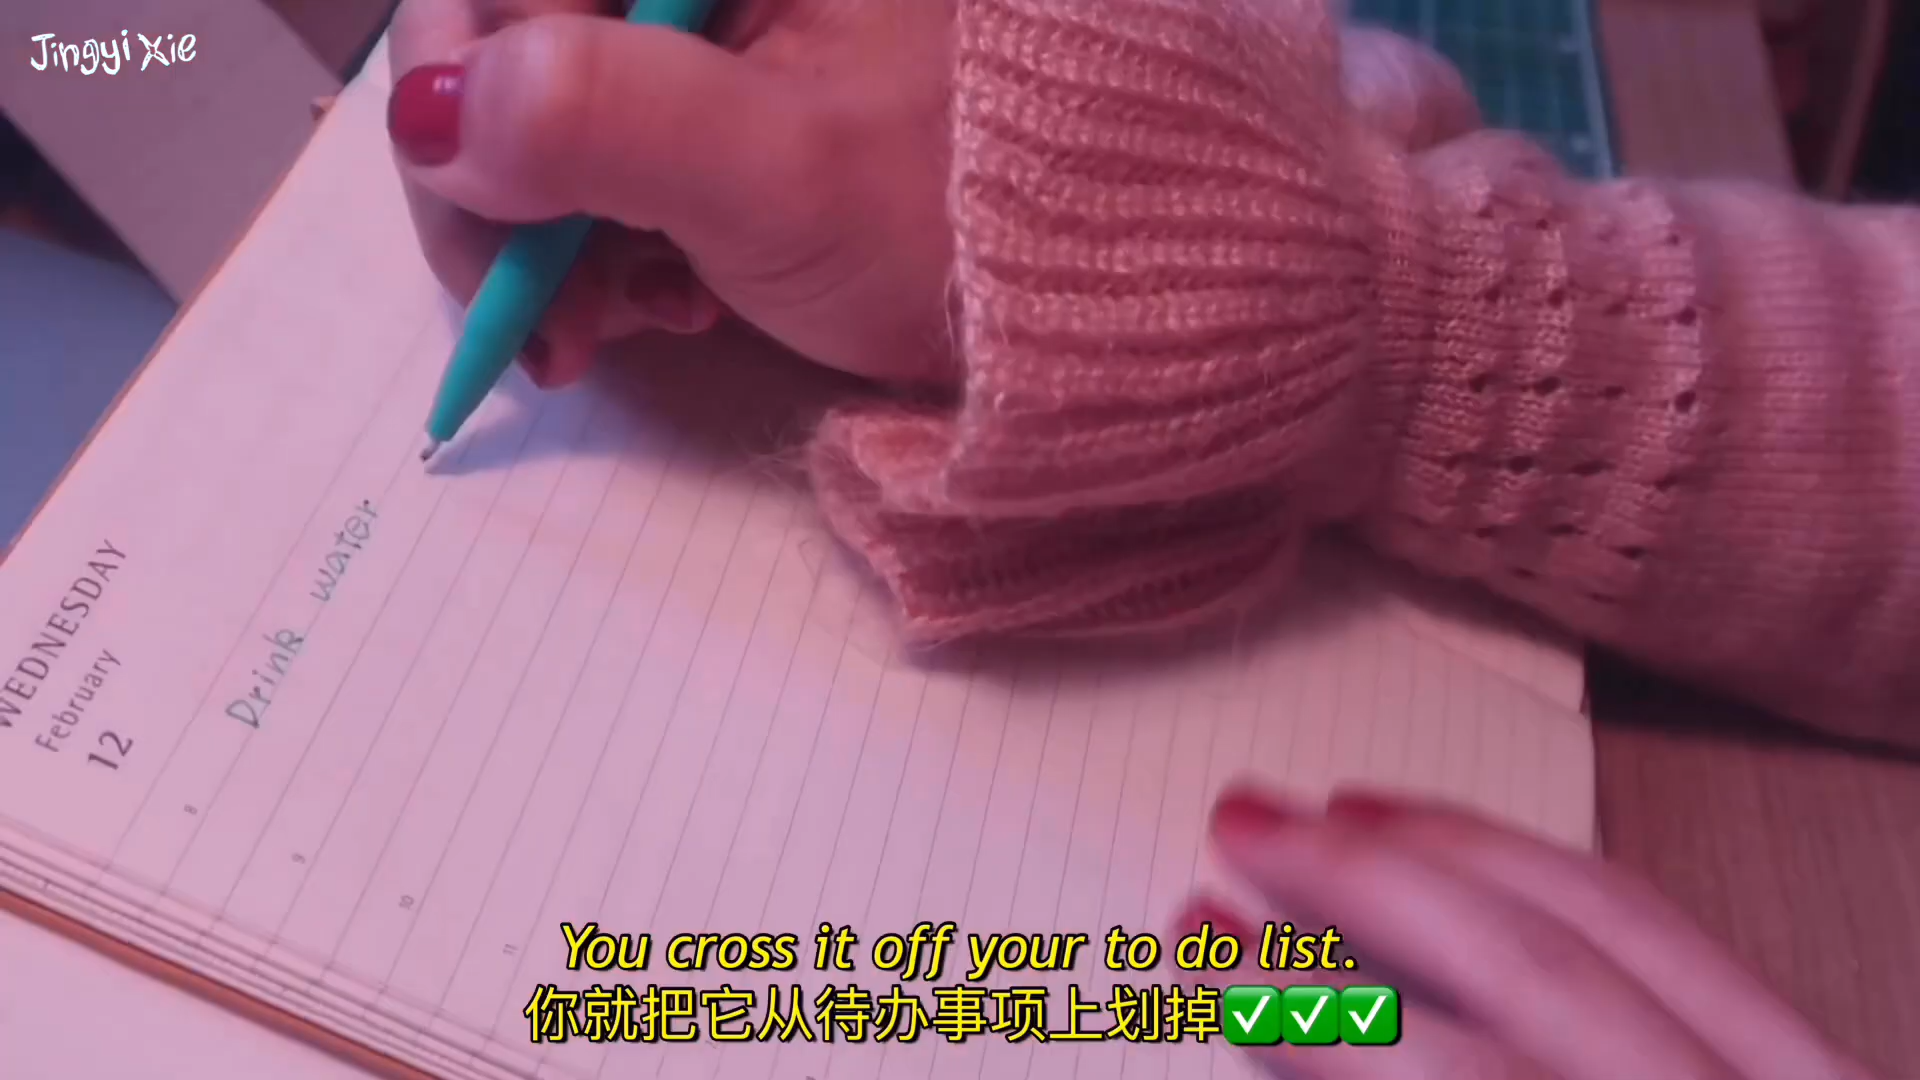 Jingyi Xie
WEDNESDAY
February
12
Drink water
8
9
10
11
You cross it off your to do list.
你就把它从待办事项上划掉✅✅✅